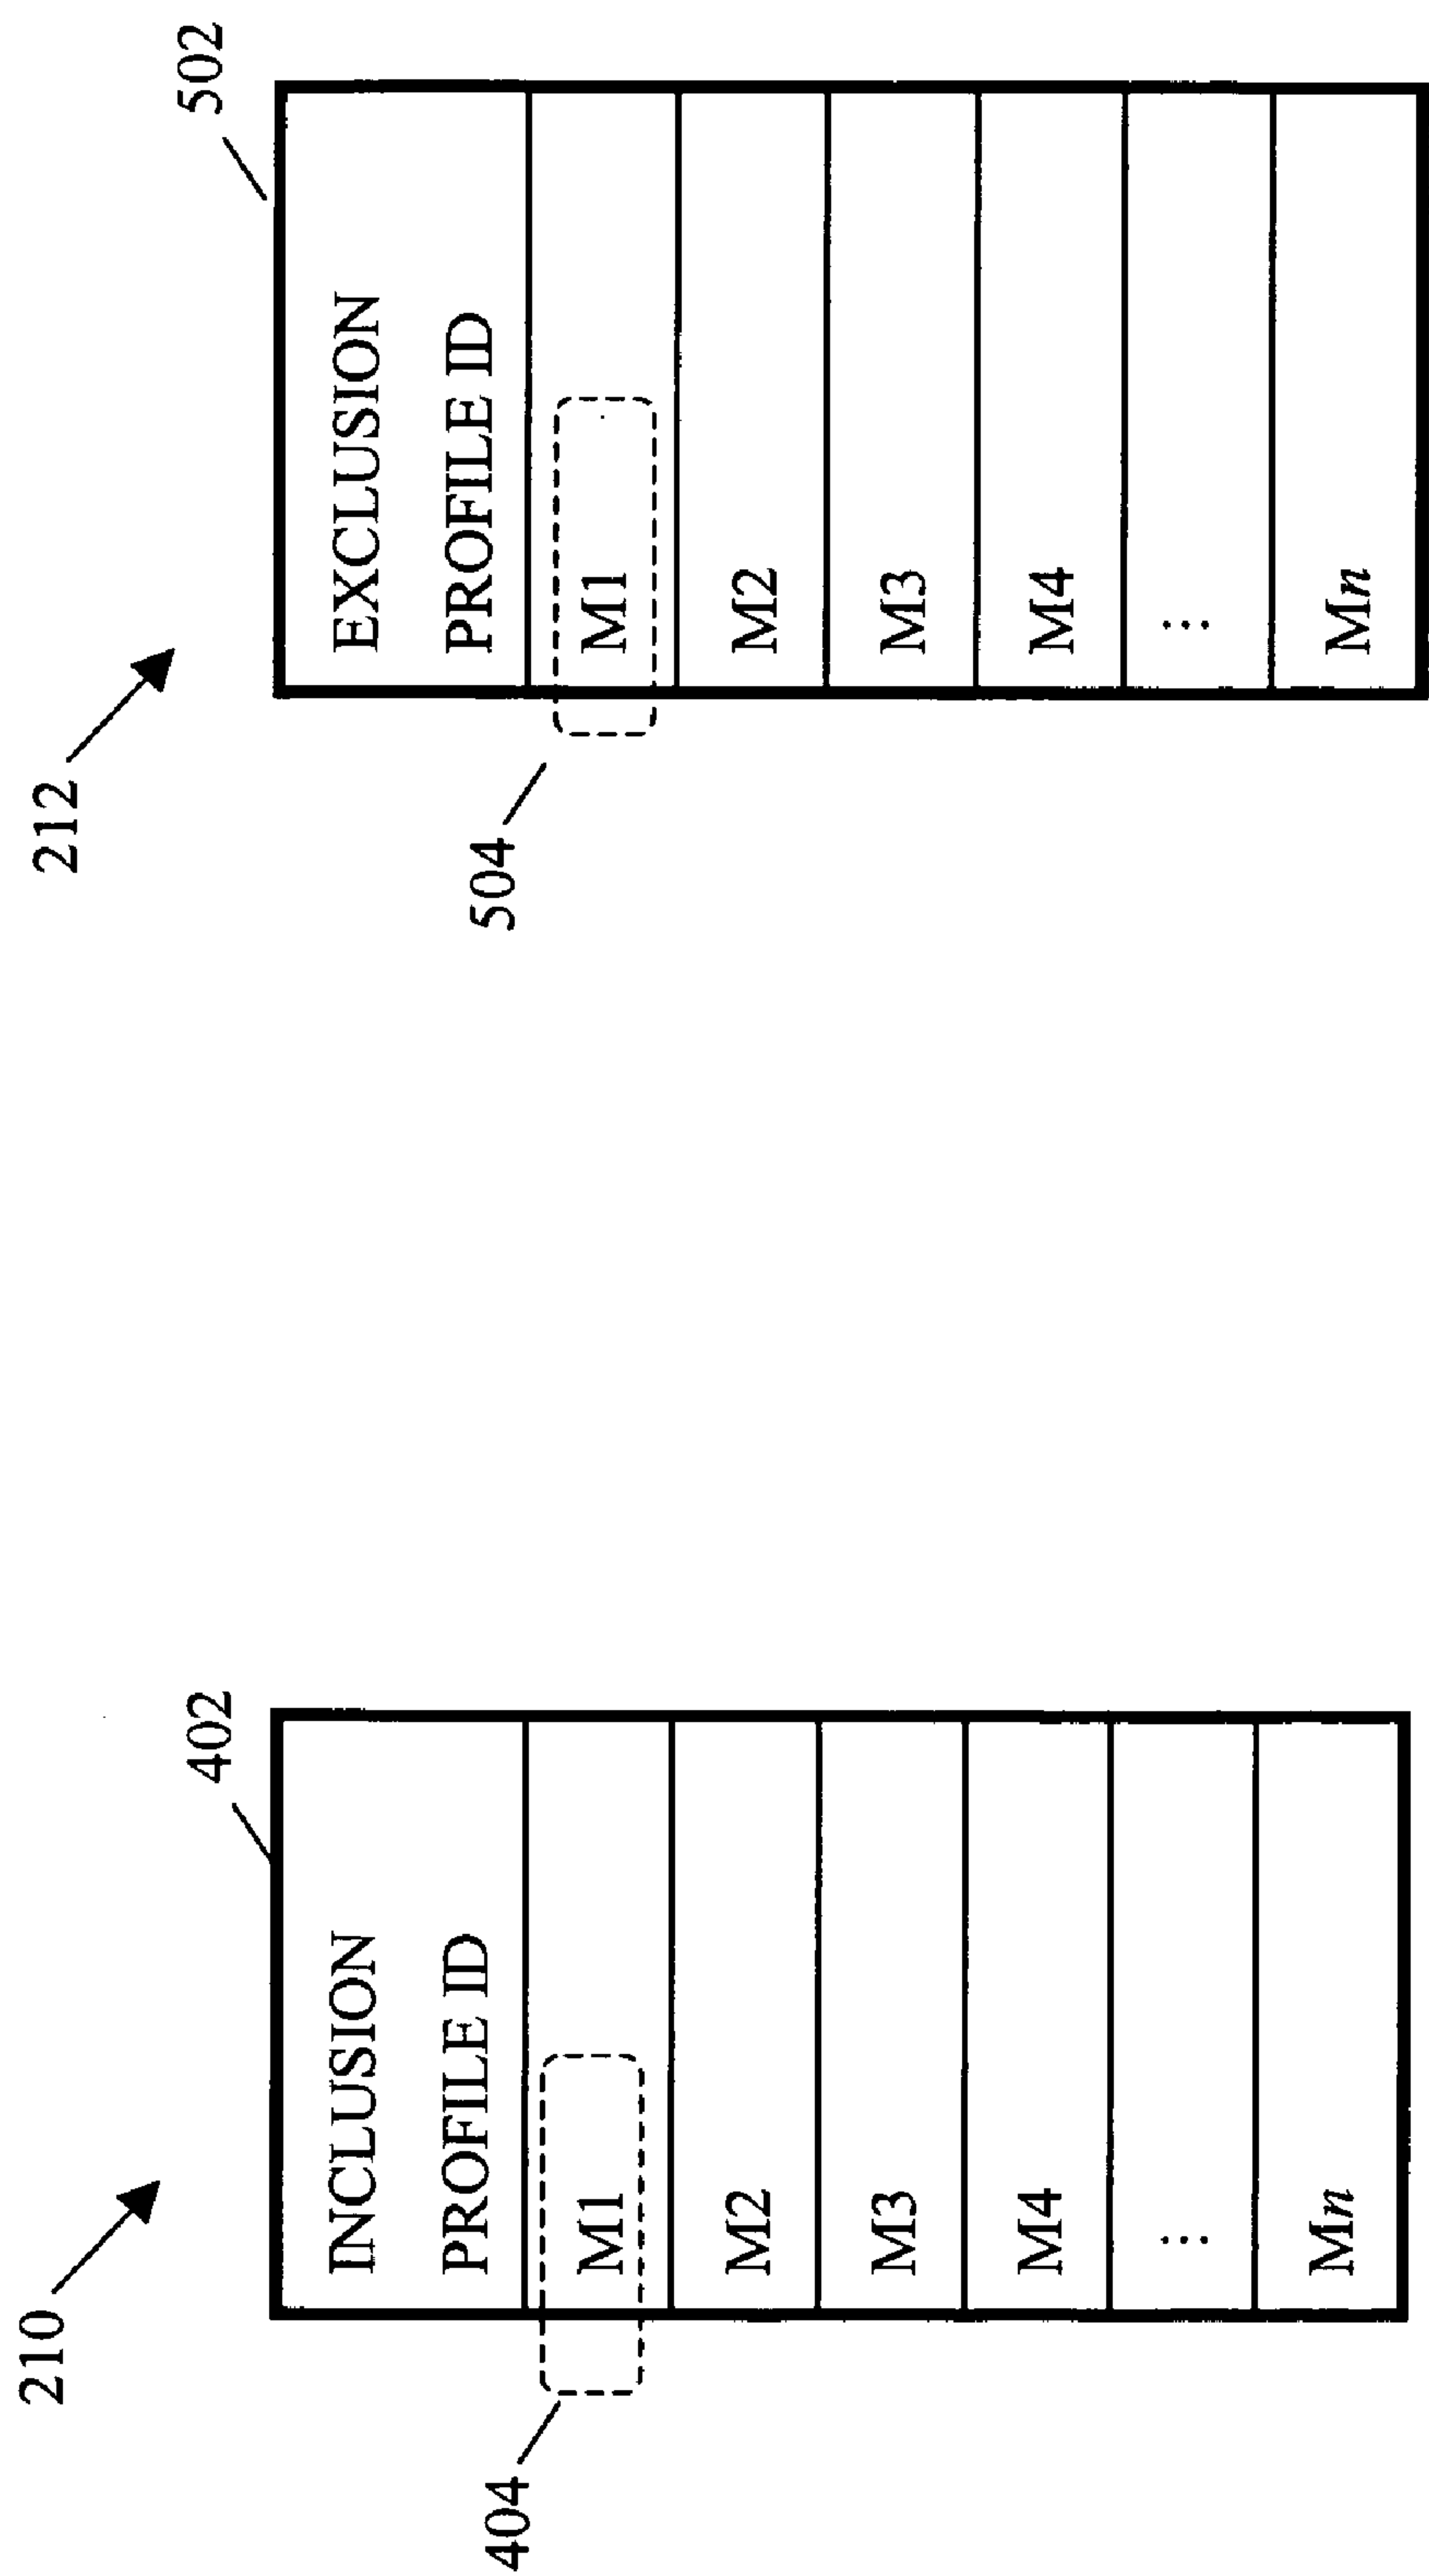 210
402
INCLUSION
PROFILE ID
404
M1
M2
M3
M4
⋮
Mn
212
502
EXCLUSION
PROFILE ID
504
M1
M2
M3
M4
⋮
Mn